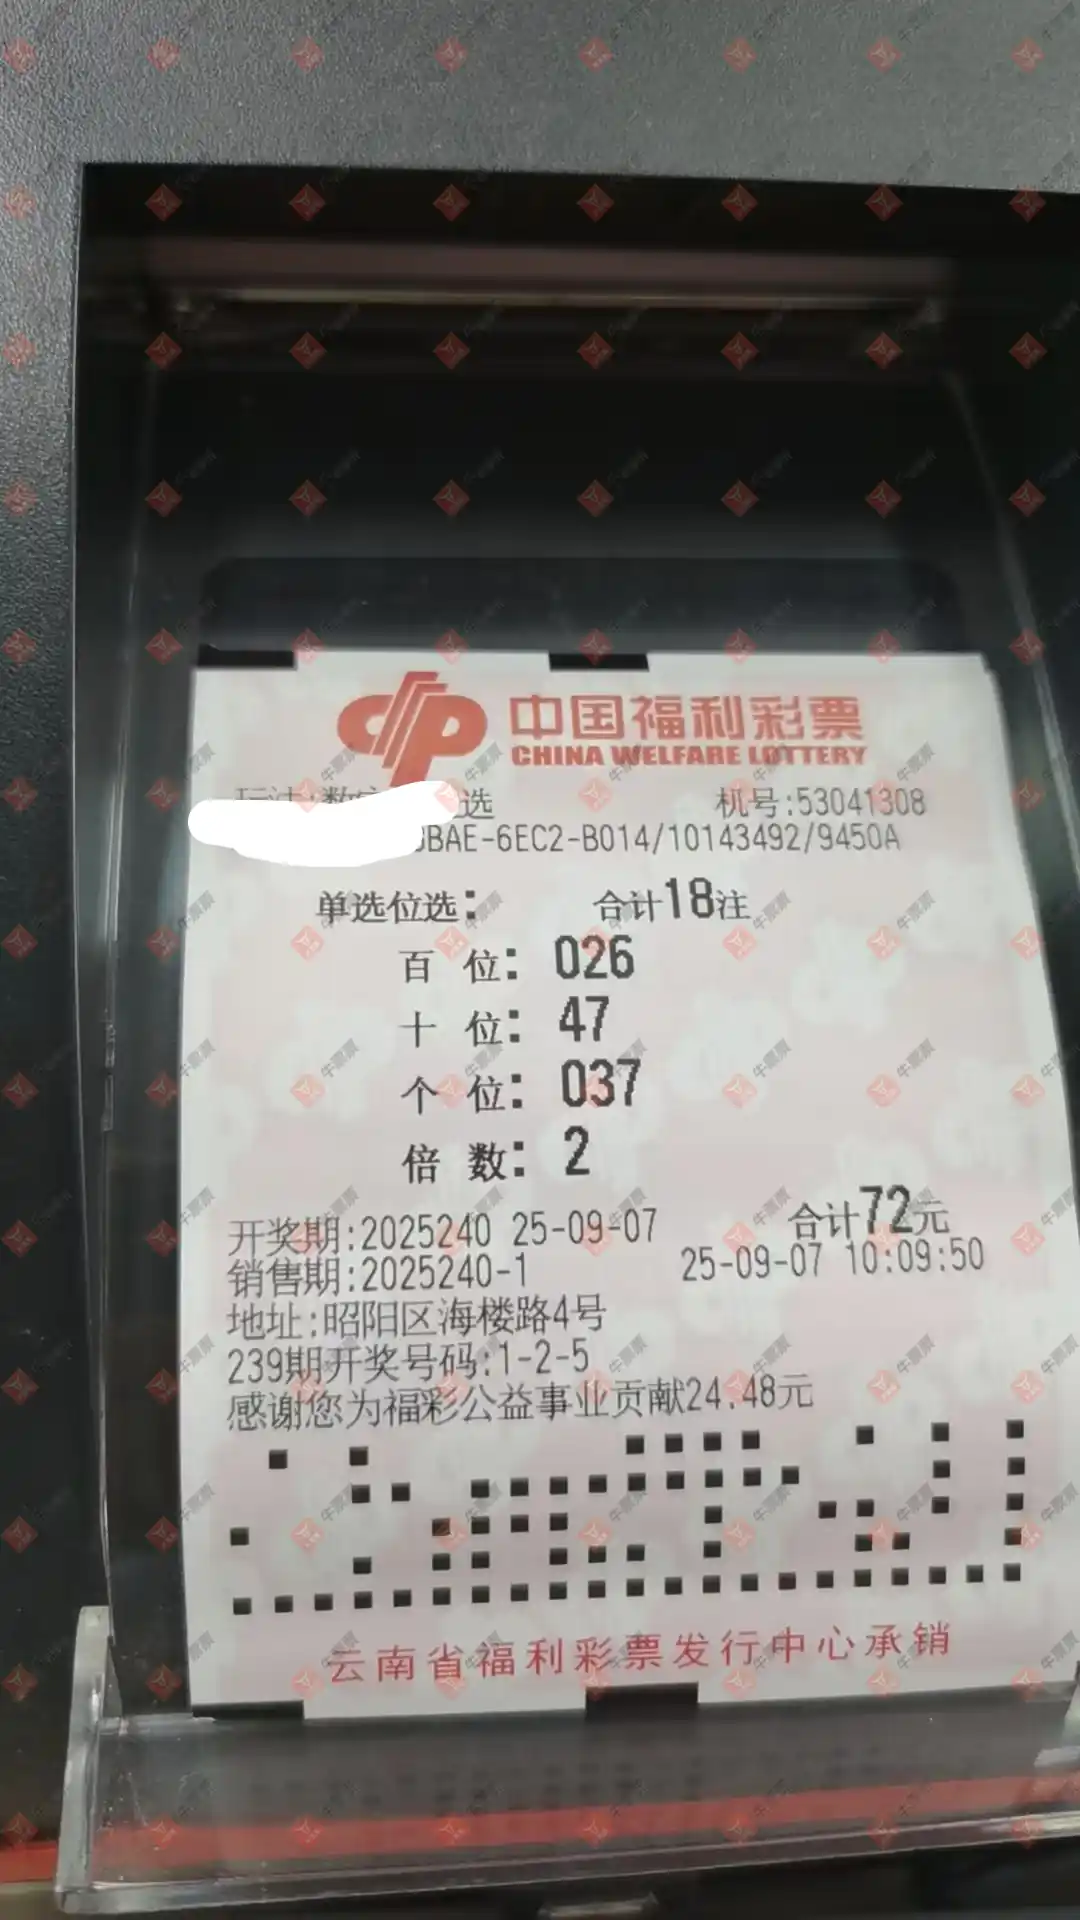 中国福利彩票
CHINA WELFARE LOTTERY
选 机号:53041308
BAE-6EC2-B014/10143492/9450A
单选位选: 合计18注
百 位: 026
十 位: 47
个 位: 037
倍 数: 2
合计72元
开奖期:2025240 25-09-07
销售期:2025240-1 25-09-07 10:09:50
地址:昭阳区海楼路4号
239期开奖号码:1-2-5
感谢您为福彩公益事业贡献24.48元
云南省福利彩票发行中心承销
牛票票